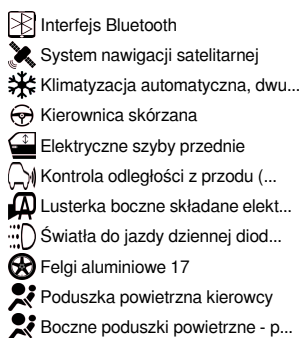 Interfejs Bluetooth
System nawigacji satelitarnej
Klimatyzacja automatyczna, dwu...
Kierownica skórzana
Elektryczne szyby przednie
Kontrola odległości z przodu (...
Lusterka boczne składane elekt...
Światła do jazdy dziennej diod...
Felgi aluminiowe 17
Poduszka powietrzna kierowcy
Boczne poduszki powietrzne - p...